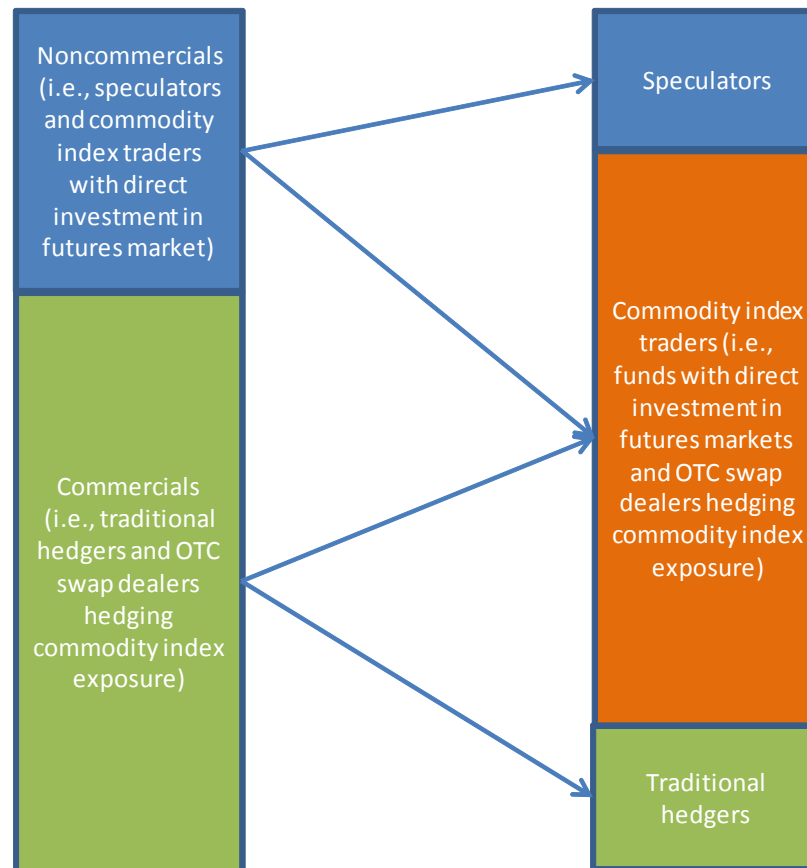 Noncommercials
(i.e., speculators
and commodity
index traders
with direct
investment in
futures market)
Commercials
(i.e., traditional
hedgers and OTC
swap dealers
hedging
commodity index
exposure)
Speculators
Commodity index
traders (i.e.,
funds with direct
investment in
futures markets
and OTC swap
dealers hedging
commodity index
exposure)
Traditional
hedgers